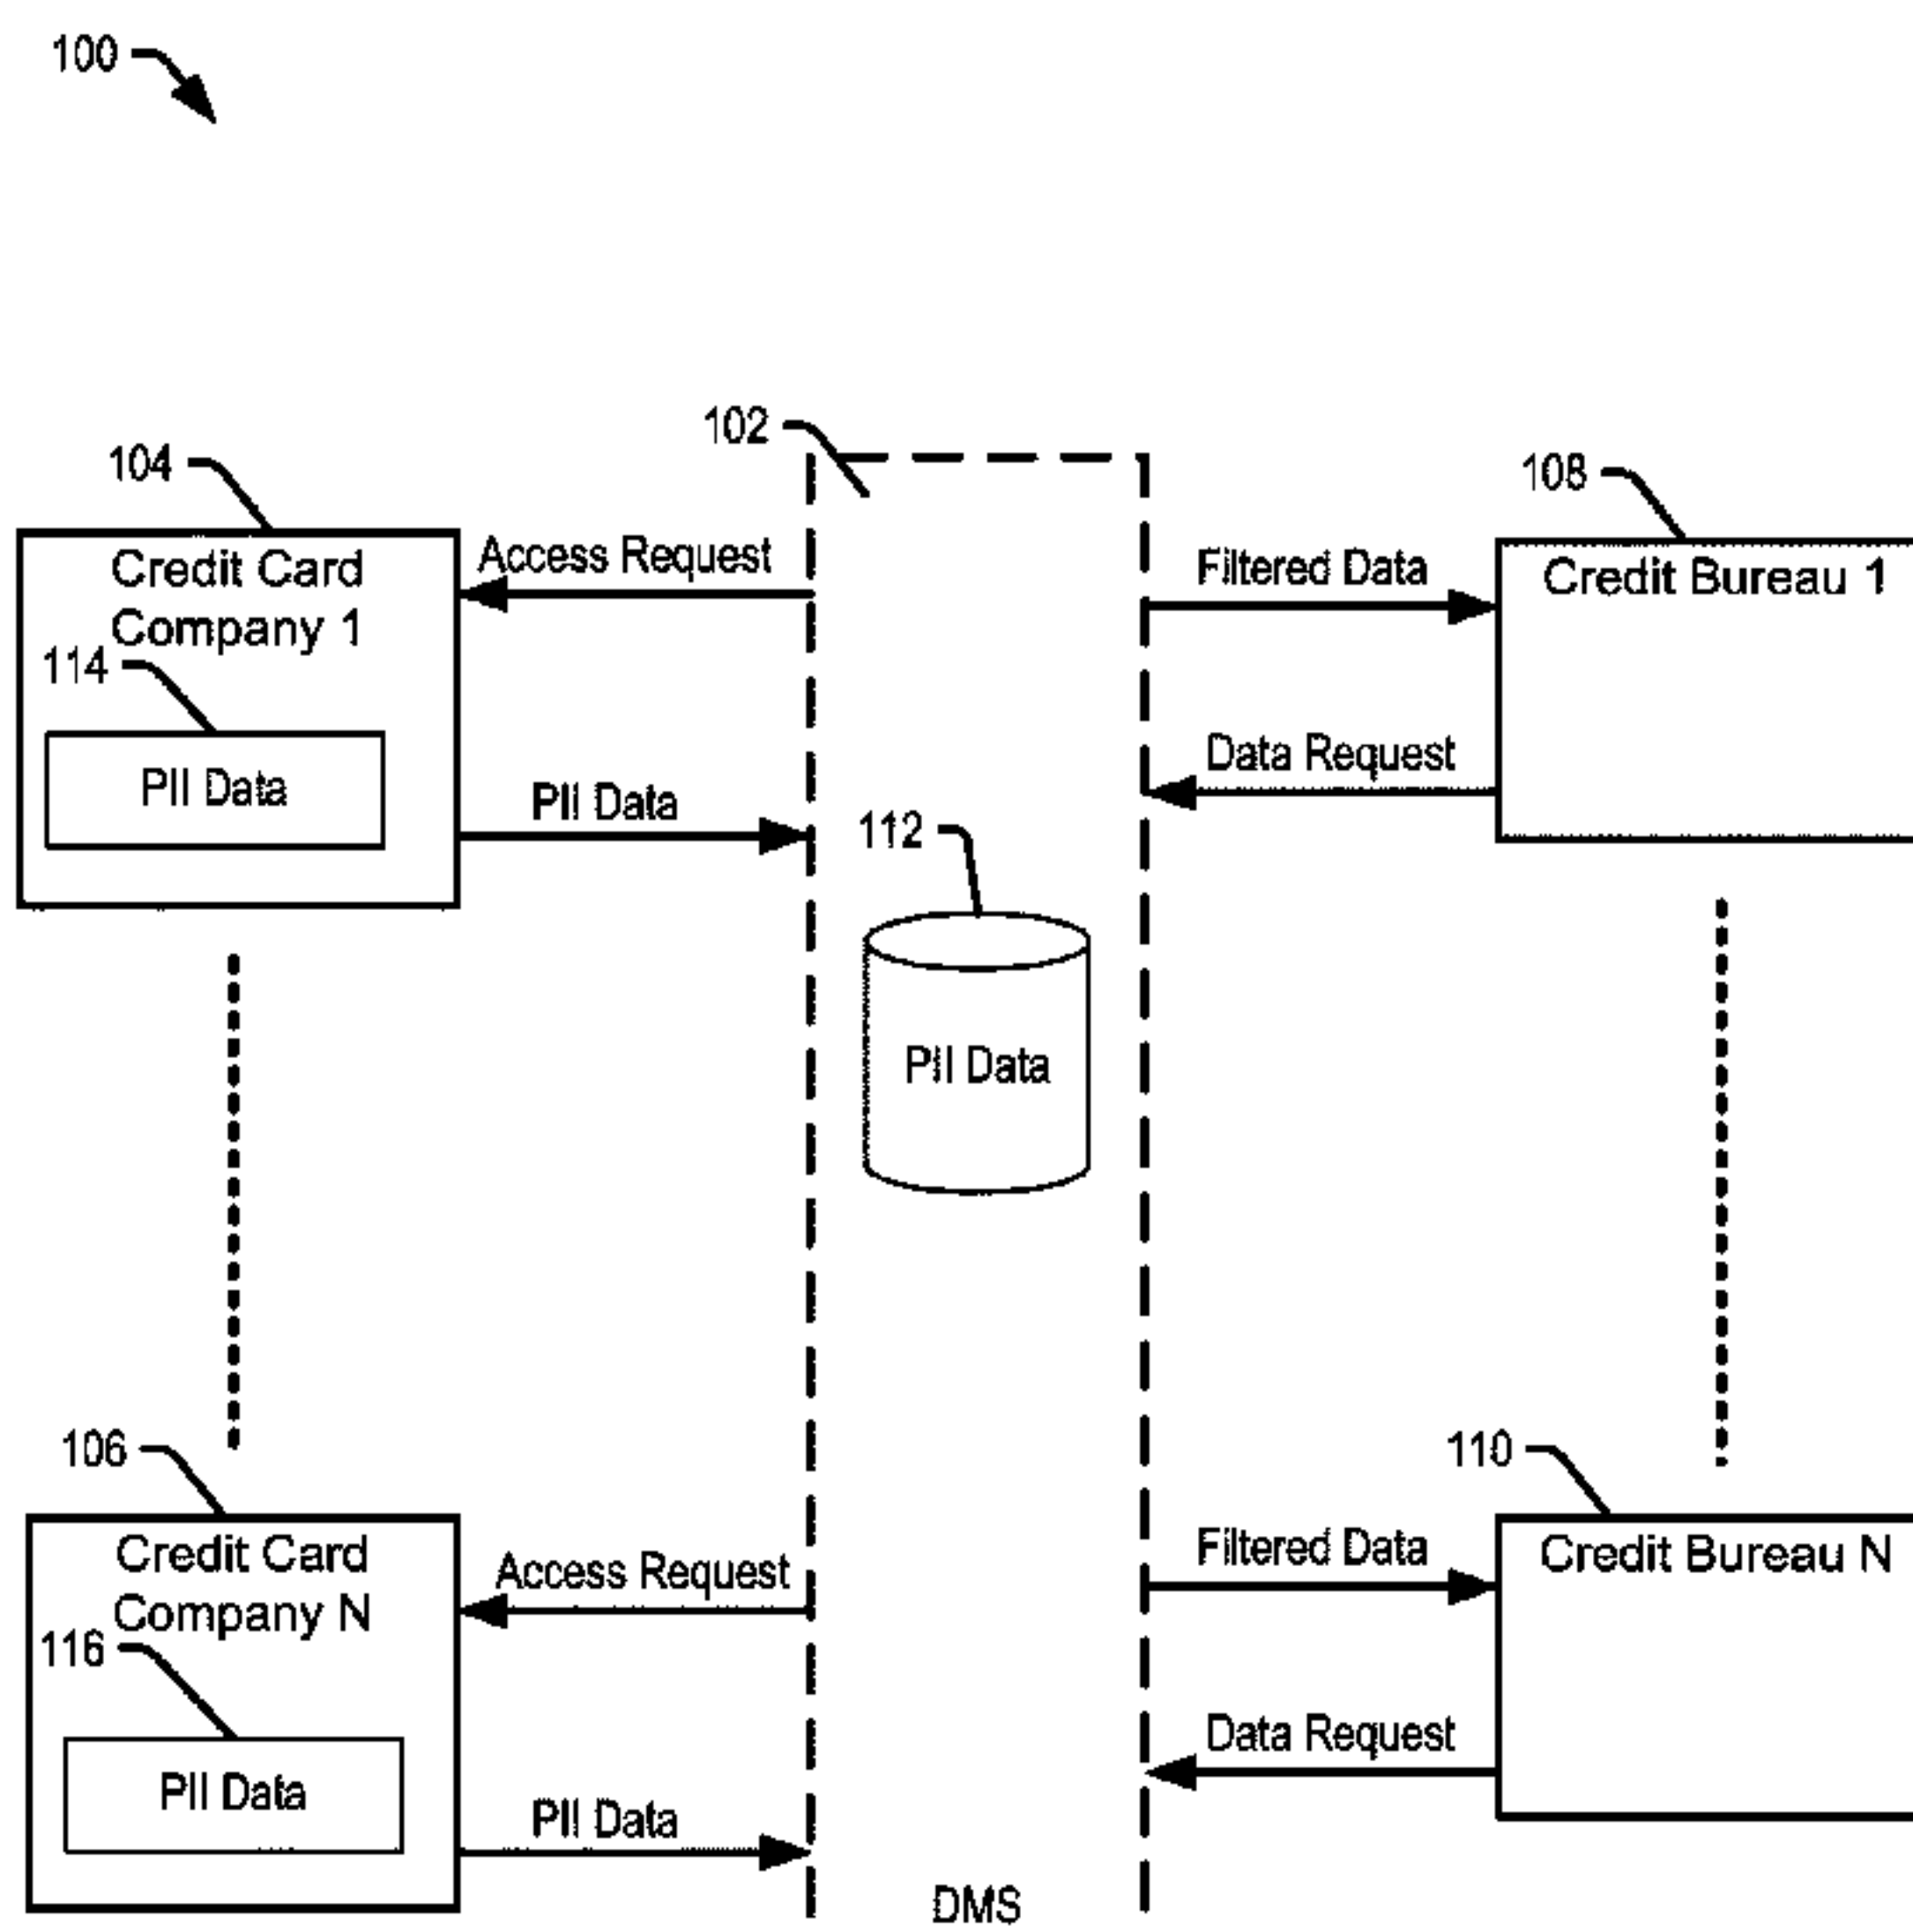 100
102
104
108
Credit Card
Company 1
Access Request
Filtered Data
Credit Bureau 1
114
PII Data
PII Data
Data Request
112
PII Data
106
110
Credit Card
Company N
Access Request
Filtered Data
Credit Bureau N
116
PII Data
PII Data
Data Request
DMS